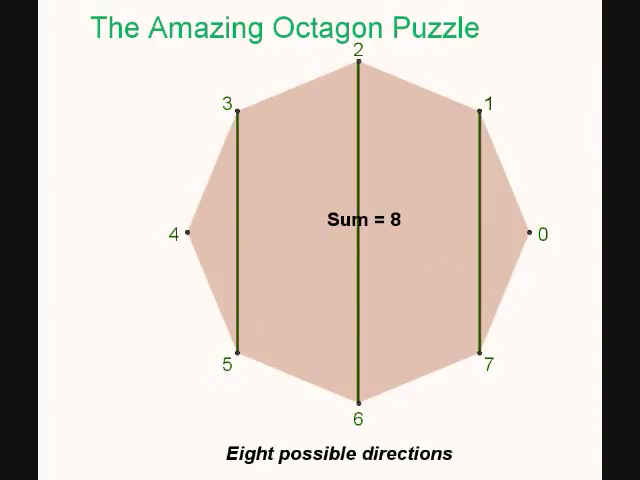 The Amazing Octagon Puzzle
2
3
1
Sum = 8
4
0
5
7
6
Eight possible directions